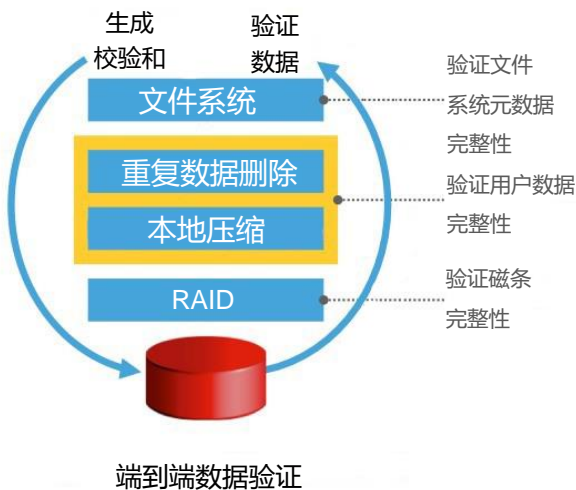 生成
校验和
验证
数据
文件系统
重复数据删除
本地压缩
RAID
验证文件
系统元数据
完整性
验证用户数据
完整性
验证磁条
完整性
端到端数据验证